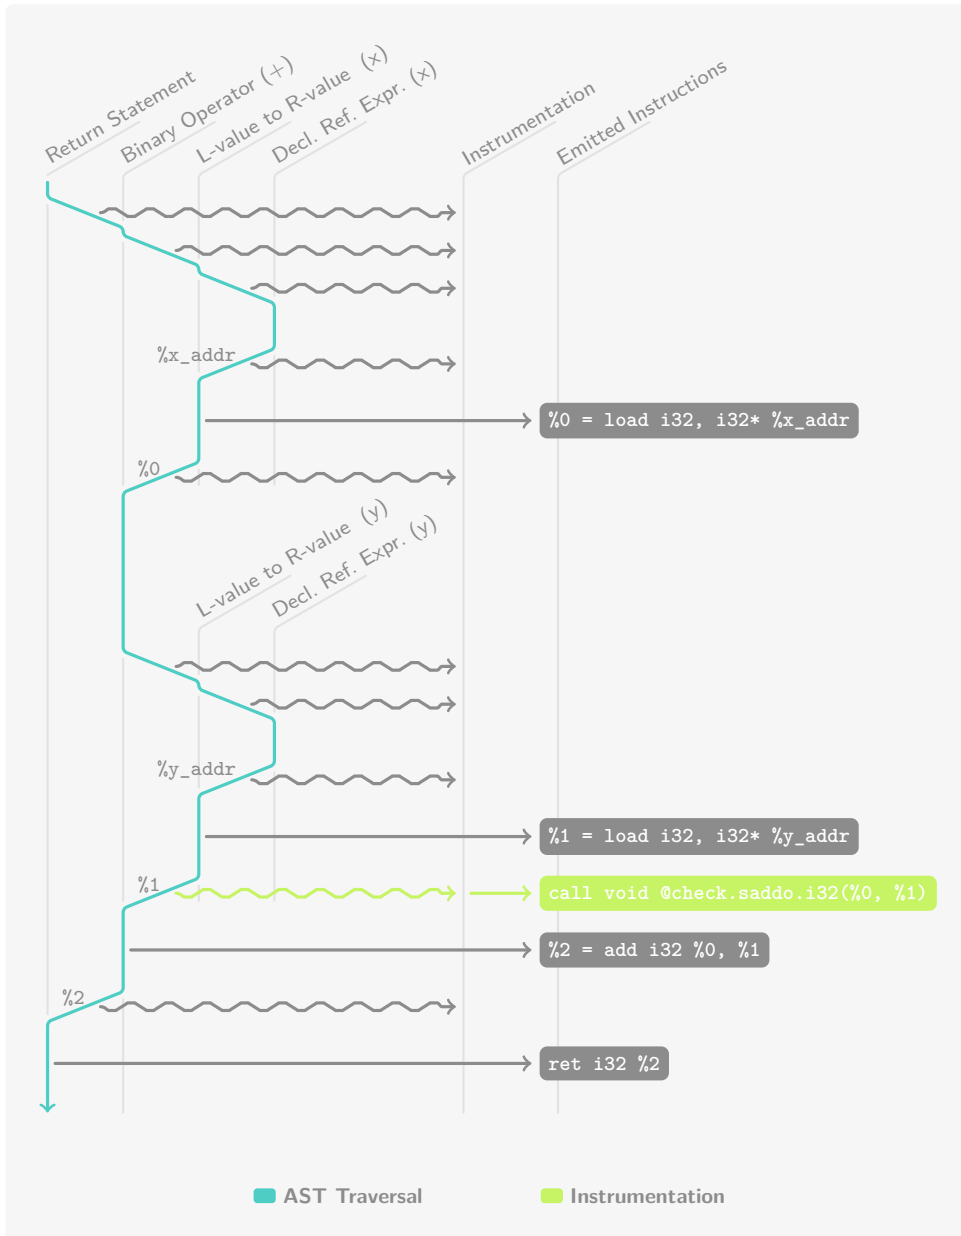 Return Statement
Binary Operator (+)
L-value to R-value (x)
Decl. Ref. Expr. (x)
Instrumentation
Emitted Instructions
%x_addr
%0 = load i32, i32* %x_addr
%0
L-value to R-value (y)
Decl. Ref. Expr. (y)
%y_addr
%1 = load i32, i32* %y_addr
%1
call void @check.saddo.i32(%0, %1)
%2 = add i32 %0, %1
%2
ret i32 %2
AST Traversal
Instrumentation